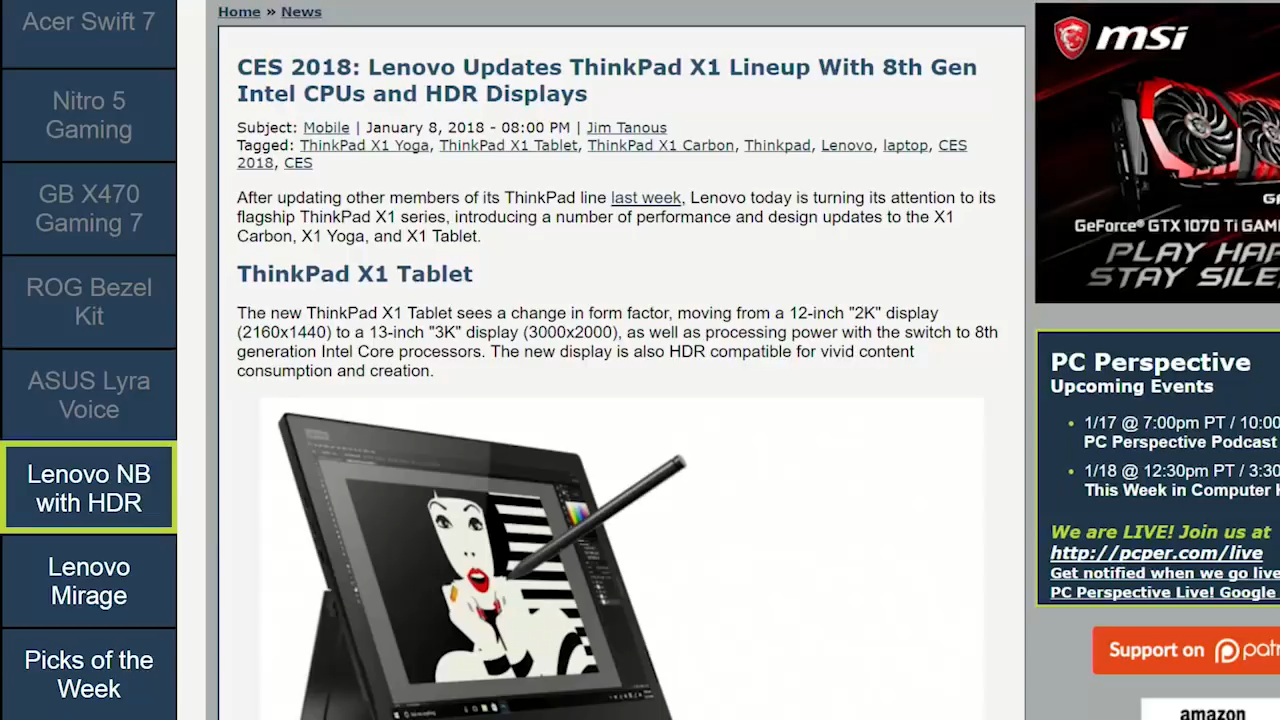 Acer Swift 7
Nitro 5
Gaming
GB X470
Gaming 7
ROG Bezel
Kit
ASUS Lyra
Voice
Lenovo NB
with HDR
Lenovo
Mirage
Picks of the
Week
Home » News
CES 2018: Lenovo Updates ThinkPad X1 Lineup With 8th Gen
Intel CPUs and HDR Displays
Subject: Mobile | January 8, 2018 - 08:00 PM | Jim Tanous
Tagged: ThinkPad X1 Yoga, ThinkPad X1 Tablet, ThinkPad X1 Carbon, Thinkpad, Lenovo, laptop, CES
2018, CES
After updating other members of its ThinkPad line last week, Lenovo today is turning its attention to its
flagship ThinkPad X1 series, introducing a number of performance and design updates to the X1
Carbon, X1 Yoga, and X1 Tablet.
ThinkPad X1 Tablet
The new ThinkPad X1 Tablet sees a change in form factor, moving from a 12-inch "2K" display
(2160x1440) to a 13-inch "3K" display (3000x2000), as well as processing power with the switch to 8th
generation Intel Core processors. The new display is also HDR compatible for vivid content
consumption and creation.
msi
GeForce® GTX 1070 Ti GAM
PLAY HAR
STAY SILE
PC Perspective
Upcoming Events
• 1/17 @ 7:00pm PT / 10:00
PC Perspective Podcast
• 1/18 @ 12:30pm PT / 3:30
This Week in Computer H
We are LIVE! Join us at
http://pcper.com/live
Get notified when we go live
PC Perspective Live! Google
Support on patr
amazon